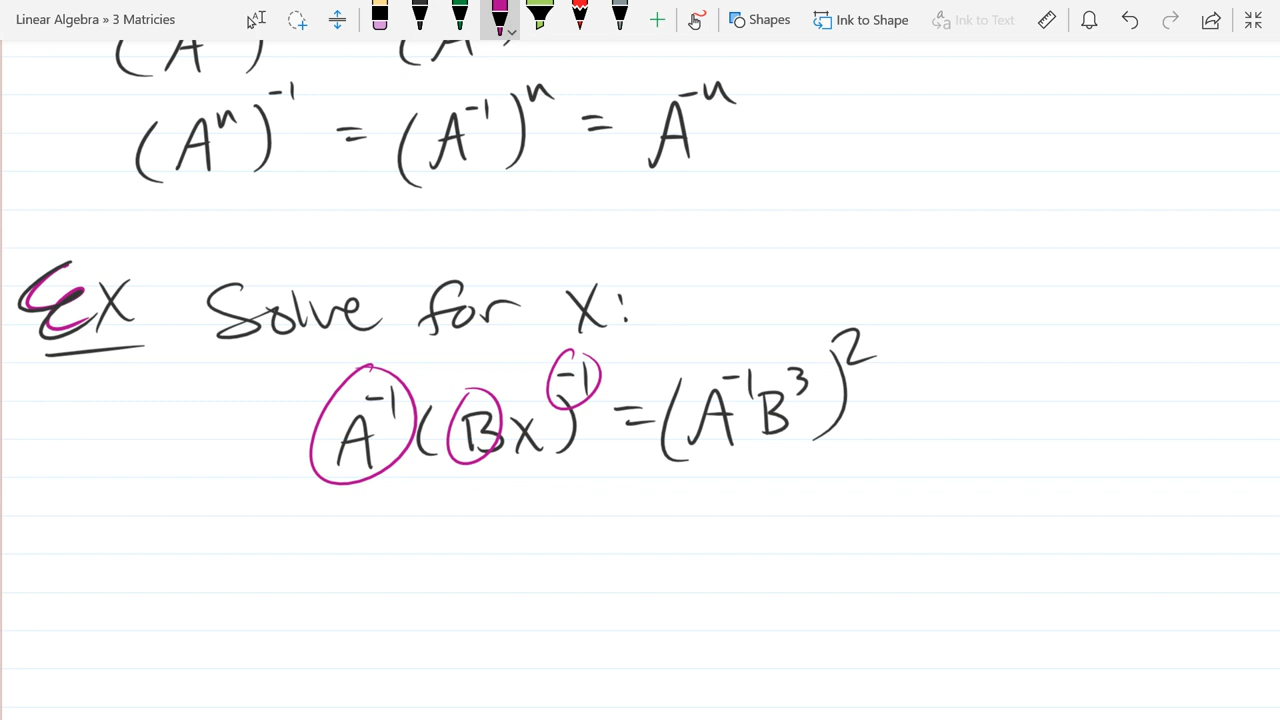 Linear Algebra » 3 Matricies
Shapes
Ink to Shape
Ink to Text
(Aⁿ)⁻¹ = (A⁻¹)ⁿ = A⁻ⁿ
Ex Solve for X:
A⁻¹(BX)⁻¹ = (A⁻¹B³)²